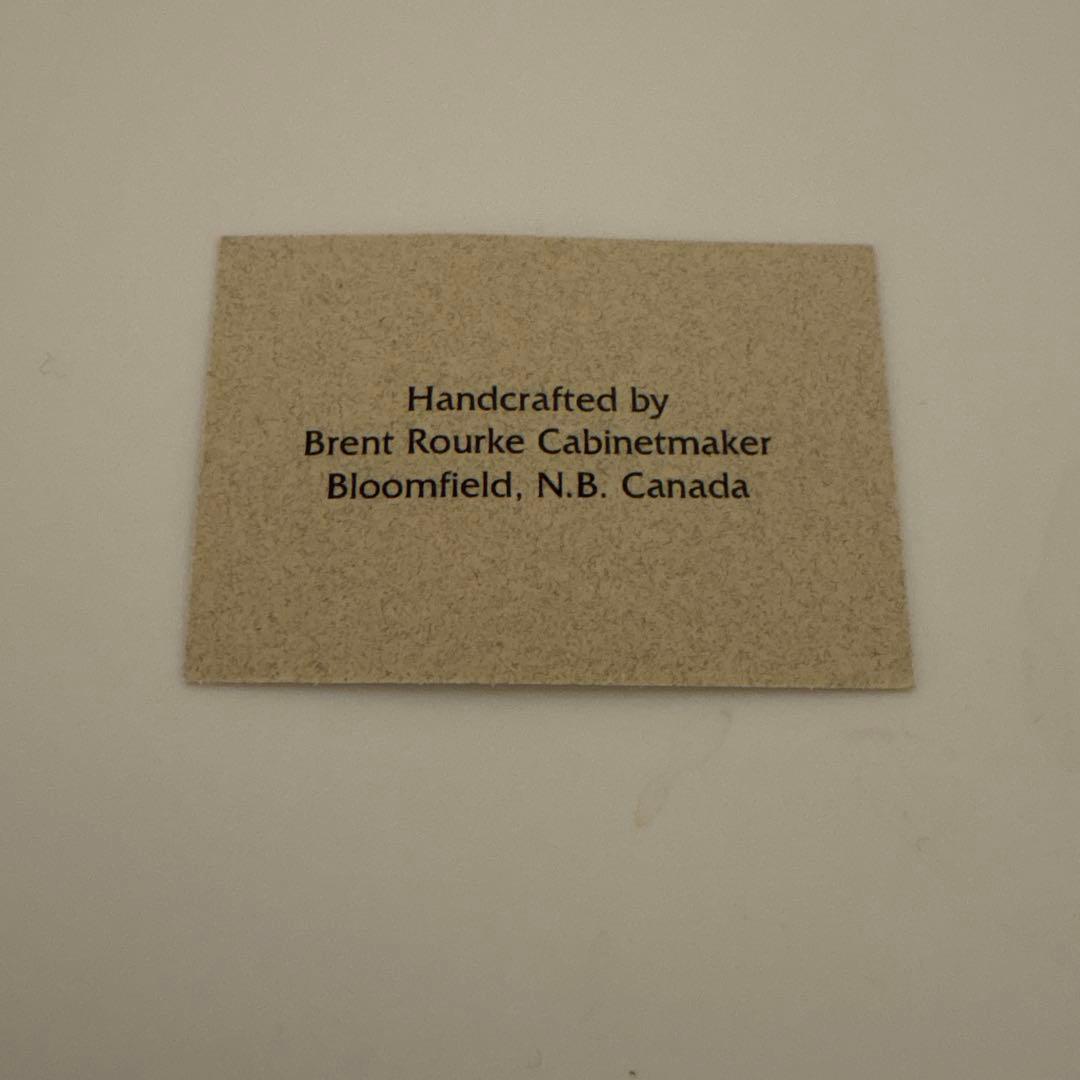 Handcrafted by
Brent Rourke Cabinetmaker
Bloomfield, N.B. Canada